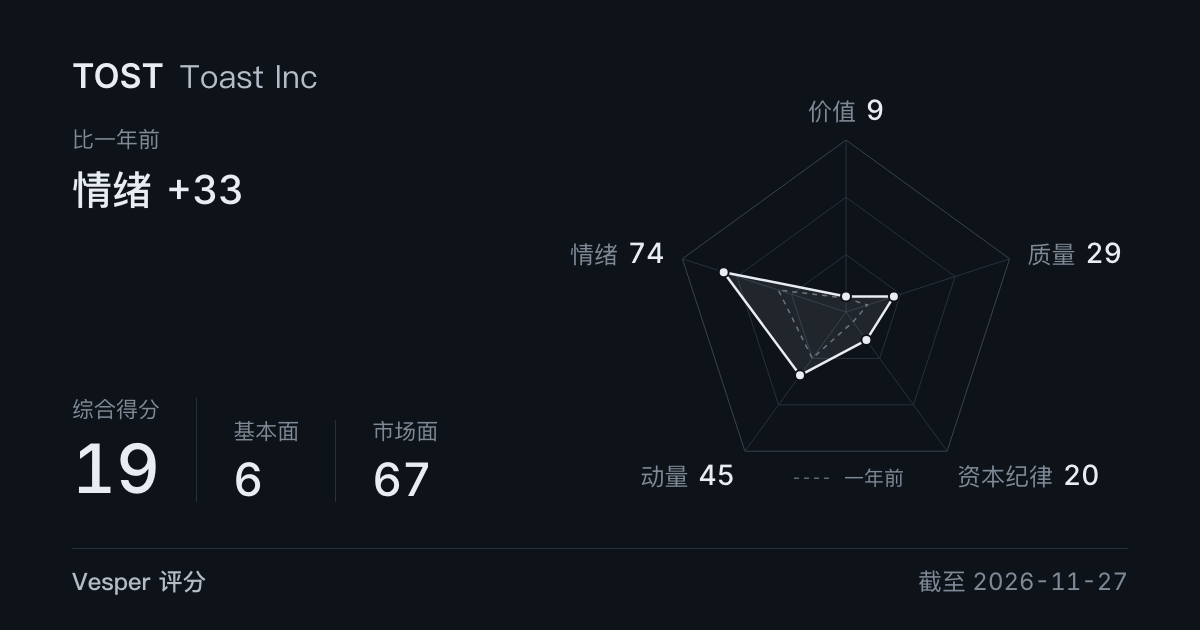 TOST Toast Inc
比一年前
情绪 +33
价值 9
情绪 74
质量 29
动量 45
---- 一年前
资本纪律 20
综合得分
19
基本面
6
市场面
67
Vesper 评分
截至 2026-11-27